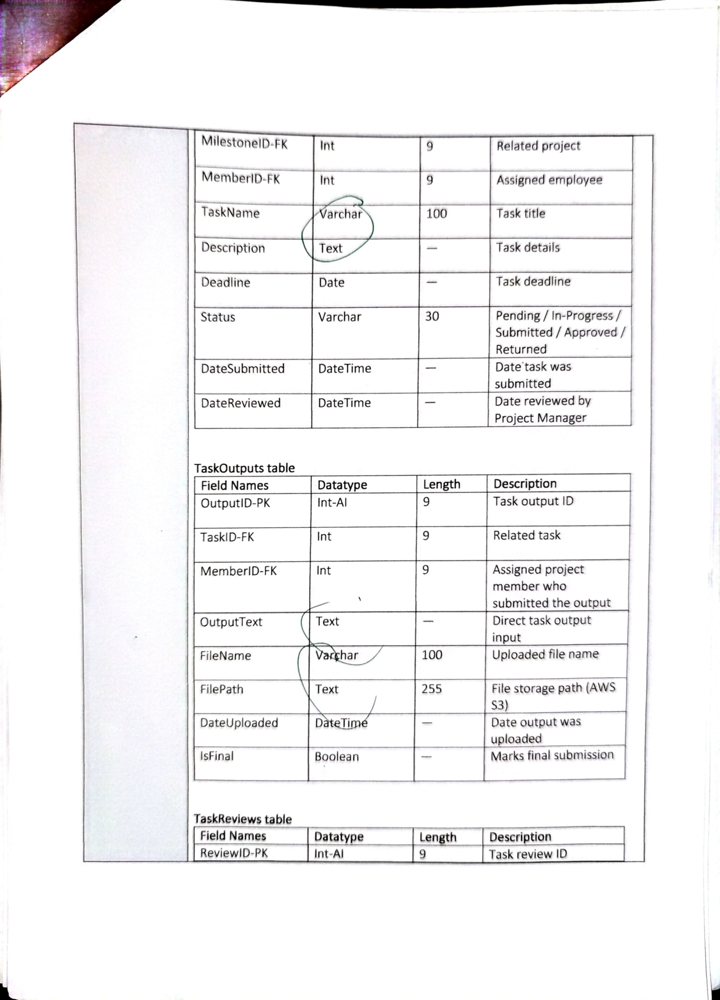 MilestoneID-FK Int 9 Related project
MemberID-FK Int 9 Assigned employee
TaskName Varchar 100 Task title
Description Text — Task details
Deadline Date — Task deadline
Status Varchar 30 Pending / In-Progress /
Submitted / Approved /
Returned
DateSubmitted DateTime — Date task was
submitted
DateReviewed DateTime — Date reviewed by
Project Manager
TaskOutputs table
Field Names Datatype Length Description
OutputID-PK Int-AI 9 Task output ID
TaskID-FK Int 9 Related task
MemberID-FK Int 9 Assigned project
member who
submitted the output
OutputText Text — Direct task output
input
FileName Varchar 100 Uploaded file name
FilePath Text 255 File storage path (AWS
S3)
DateUploaded DateTime — Date output was
uploaded
IsFinal Boolean — Marks final submission
TaskReviews table
Field Names Datatype Length Description
ReviewID-PK Int-AI 9 Task review ID